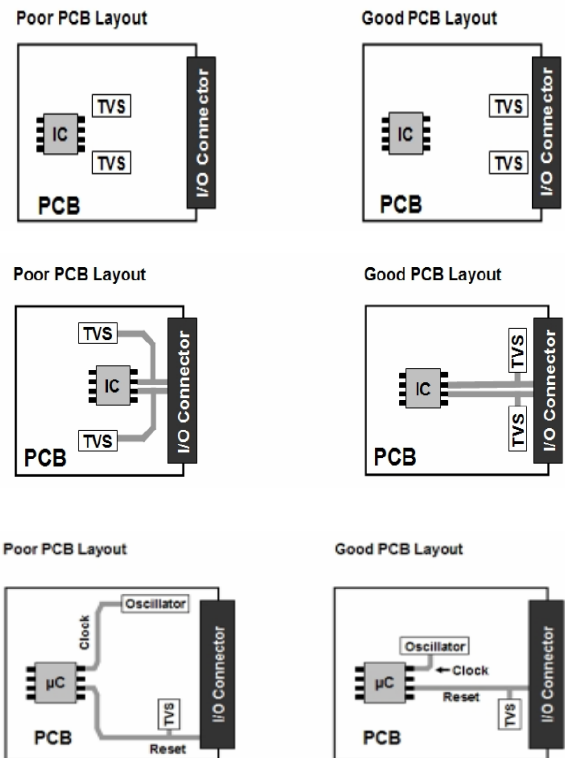 Poor PCB Layout
Good PCB Layout
IC
TVS
TVS
I/O Connector
PCB
IC
TVS
TVS
I/O Connector
PCB
Poor PCB Layout
Good PCB Layout
TVS
IC
TVS
I/O Connector
PCB
IC
TVS
TVS
I/O Connector
PCB
Poor PCB Layout
Good PCB Layout
Oscillator
Clock
µC
TVS
Reset
I/O Connector
PCB
Oscillator
Clock
µC
Reset
TVS
I/O Connector
PCB